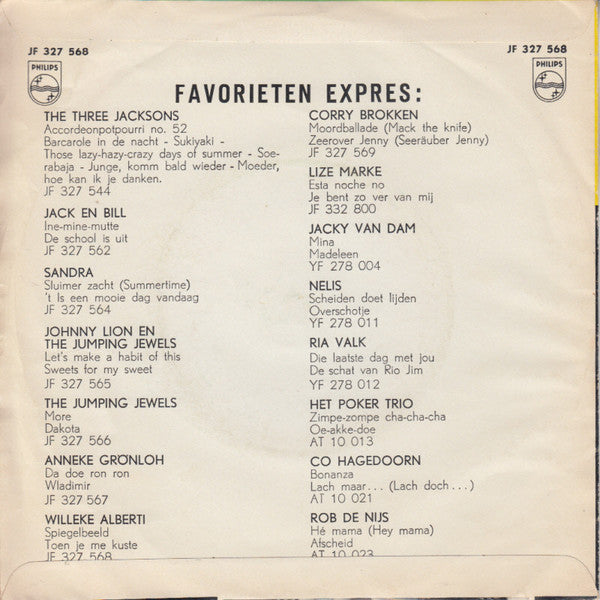 JF 327 568
JF 327 568
PHILIPS
PHILIPS
FAVORIETEN EXPRES:
THE THREE JACKSONS
Accordeonpotpourri no. 52
Barcarole in de nacht - Sukiyaki -
Those lazy-hazy-crazy days of summer - Soe-
rabaja - Junge, komm bald wieder - Moeder,
hoe kan ik je danken.
JF 327 544
JACK EN BILL
Ine-mine-mutte
De school is uit
JF 327 562
SANDRA
Sluimer zacht (Summertime)
't Is een mooie dag vandaag
JF 327 564
JOHNNY LION EN
THE JUMPING JEWELS
Let's make a habit of this
Sweets for my sweet
JF 327 565
THE JUMPING JEWELS
More
Dakota
JF 327 566
ANNEKE GRÖNLOH
Da doe ron ron
Wladimir
JF 327 567
WILLEKE ALBERTI
Spiegelbeeld
Toen je me kuste
JF 327 568
CORRY BROKKEN
Moordballade (Mack the knife)
Zeerover Jenny (Seeräuber Jenny)
JF 327 569
LIZE MARKE
Esta noche no
Je bent zo ver van mij
JF 332 800
JACKY VAN DAM
Mina
Madeleen
YF 278 004
NELIS
Scheiden doet lijden
Overschotje
YF 278 011
RIA VALK
Die laatste dag met jou
De schat van Rio Jim
YF 278 012
HET POKER TRIO
Zimpe-zompe cha-cha-cha
Oe-akke-doe
AT 10 013
CO HAGEDOORN
Bonanza
Lach maar... (Lach doch...)
AT 10 021
ROB DE NIJS
Hé mama (Hey mama)
Afscheid
AT 10 023